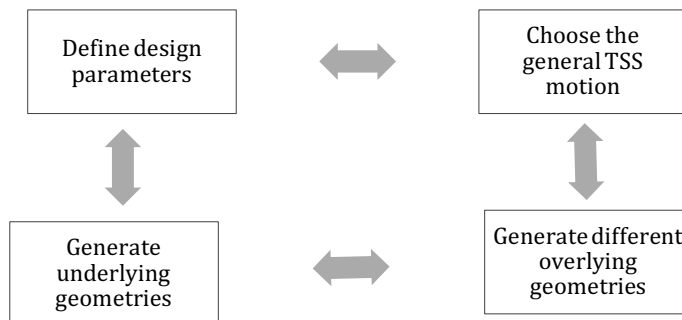 Define design
parameters
Choose the
general TSS
motion
Generate
underlying
geometries
Generate different
overlying
geometries